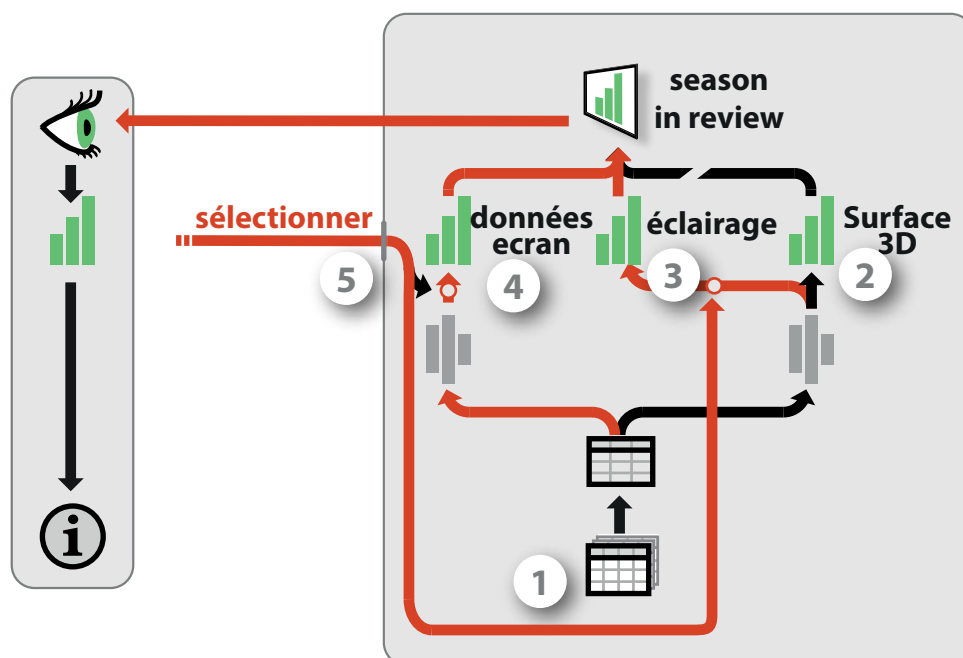 season
in review
sélectionner
données
ecran
éclairage
Surface
3D
5
4
3
2
1
i